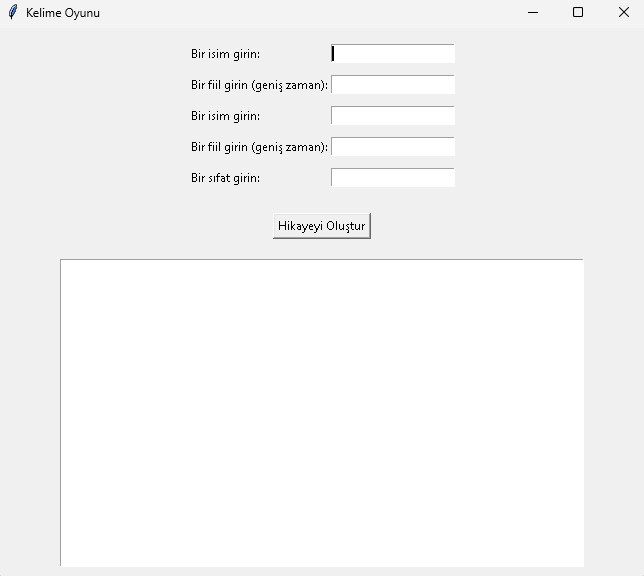 Kelime Oyunu
Bir isim girin:
Bir fiil girin (geniş zaman):
Bir isim girin:
Bir fiil girin (geniş zaman):
Bir sıfat girin:
Hikayeyi Oluştur